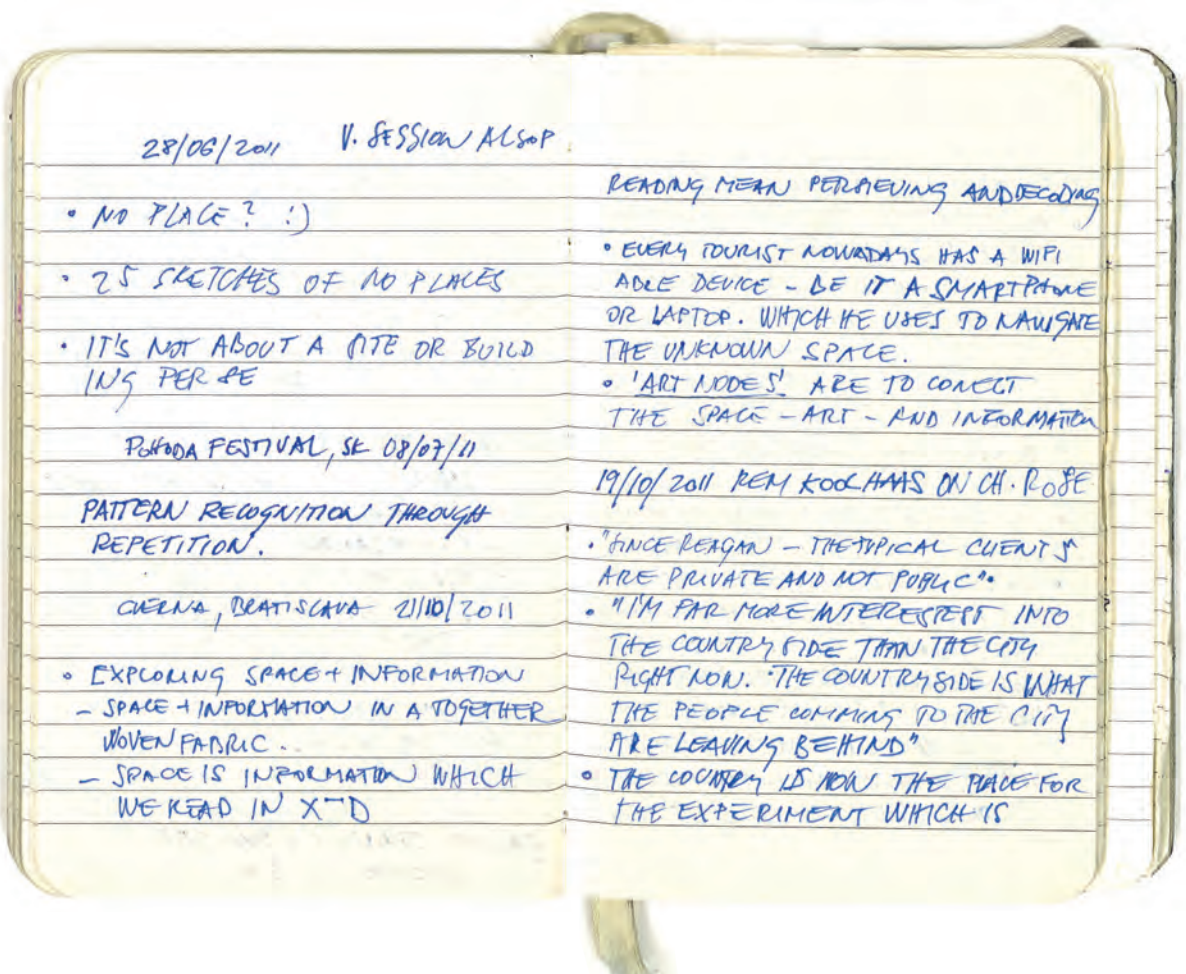 28/06/2011 V. SESSION ALSOP
• NO PLACE? :)
• 25 SKETCHES OF NO PLACES
• IT'S NOT ABOUT A SITE OR BUILD
ING PER SE
POHODA FESTIVAL, SK 08/07/11
PATTERN RECOGNITION THROUGH
REPETITION.
BRATISLAVA 21/10/2011
• EXPLORING SPACE + INFORMATION
– SPACE + INFORMATION IN A TOGETHER
WOVEN FABRIC..
– SPACE IS INFORMATION WHICH
WE READ IN X-D
READING MEAN PERCIEVING AND DECODING
• EVERY TOURIST NOWADAYS HAS A WIFI
ABLE DEVICE – BE IT A SMARTPHONE
OR LAPTOP. WHICH HE USES TO NAVIGATE
THE UNKNOWN SPACE.
• 'ART NODES' ARE TO CONECT
THE SPACE – ART – AND INFORMATION
19/10/2011 REM KOOLHAAS ON CH. ROSE
• "SINCE REAGAN – THE TYPICAL CLIENTS
ARE PRIVATE AND NOT PUBLIC".
• "I'M FAR MORE INTERESTEST INTO
THE COUNTRY SIDE THAN THE CITY
RIGHT NOW. THE COUNTRY SIDE IS WHAT
THE PEOPLE COMMING TO THE CITY
ARE LEAVING BEHIND"
• THE COUNTRY IS NOW THE PLACE FOR
THE EXPERIMENT WHICH IS